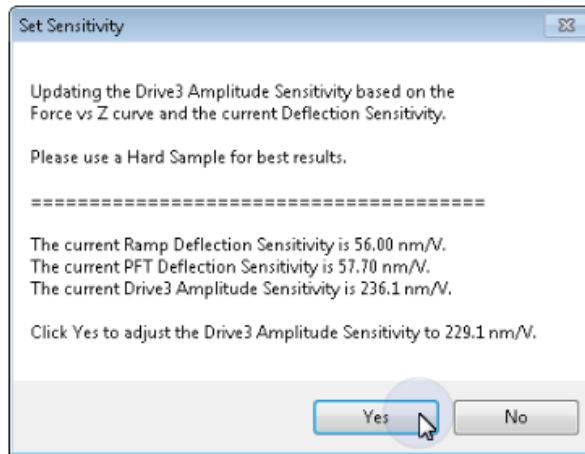 Set Sensitivity
Updating the Drive3 Amplitude Sensitivity based on the
Force vs Z curve and the current Deflection Sensitivity.
Please use a Hard Sample for best results.
=======================================
The current Ramp Deflection Sensitivity is 56.00 nm/V.
The current PFT Deflection Sensitivity is 57.70 nm/V.
The current Drive3 Amplitude Sensitivity is 236.1 nm/V.
Click Yes to adjust the Drive3 Amplitude Sensitivity to 229.1 nm/V.
Yes No